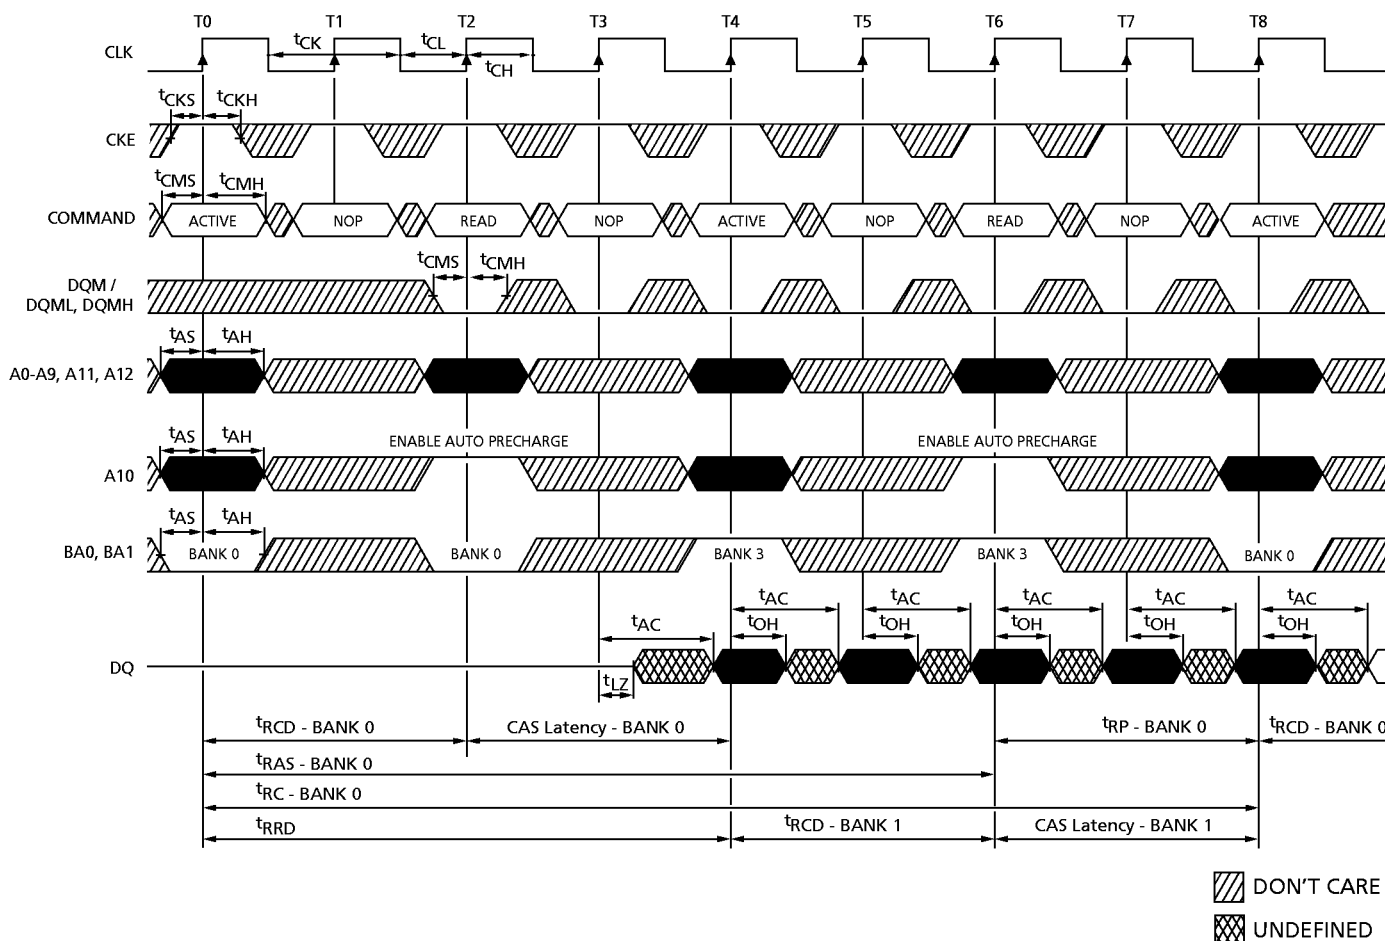 T0 T1 T2 T3 T4 T5 T6 T7 T8
CLK tCK tCL tCH
tCKS tCKH
CKE
tCMS tCMH
COMMAND ACTIVE NOP READ NOP ACTIVE NOP READ NOP ACTIVE
tCMS tCMH
DQM /
DQML, DQMH
tAS tAH
A0-A9, A11, A12
tAS tAH ENABLE AUTO PRECHARGE ENABLE AUTO PRECHARGE
A10
tAS tAH
BA0, BA1 BANK 0 BANK 0 BANK 3 BANK 3 BANK 0
tAC tAC tAC tAC tAC
tAC tOH tOH tOH tOH tOH
DQ
tLZ
tRCD - BANK 0 CAS Latency - BANK 0 tRP - BANK 0 tRCD - BANK 0
tRAS - BANK 0
tRC - BANK 0
tRRD tRCD - BANK 1 CAS Latency - BANK 1
DON'T CARE
UNDEFINED